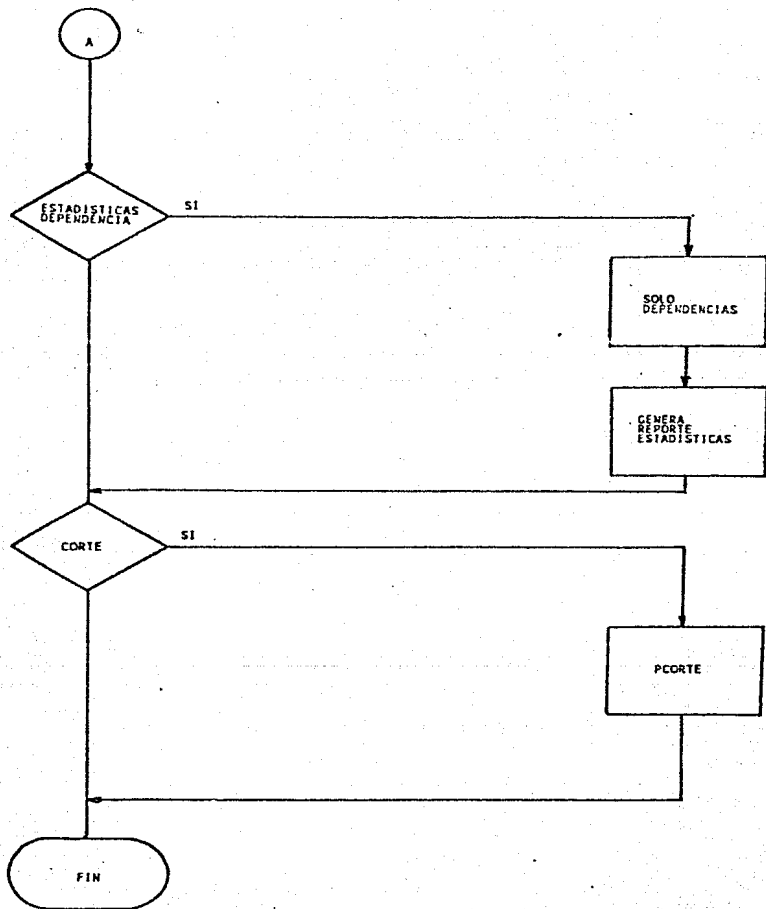 A
ESTADISTICAS
DEPENDENCIA
SI
SOLO
DEPENDENCIAS
GENERA
REPORTE
ESTADISTICAS
CORTE
SI
PCORTE
FIN